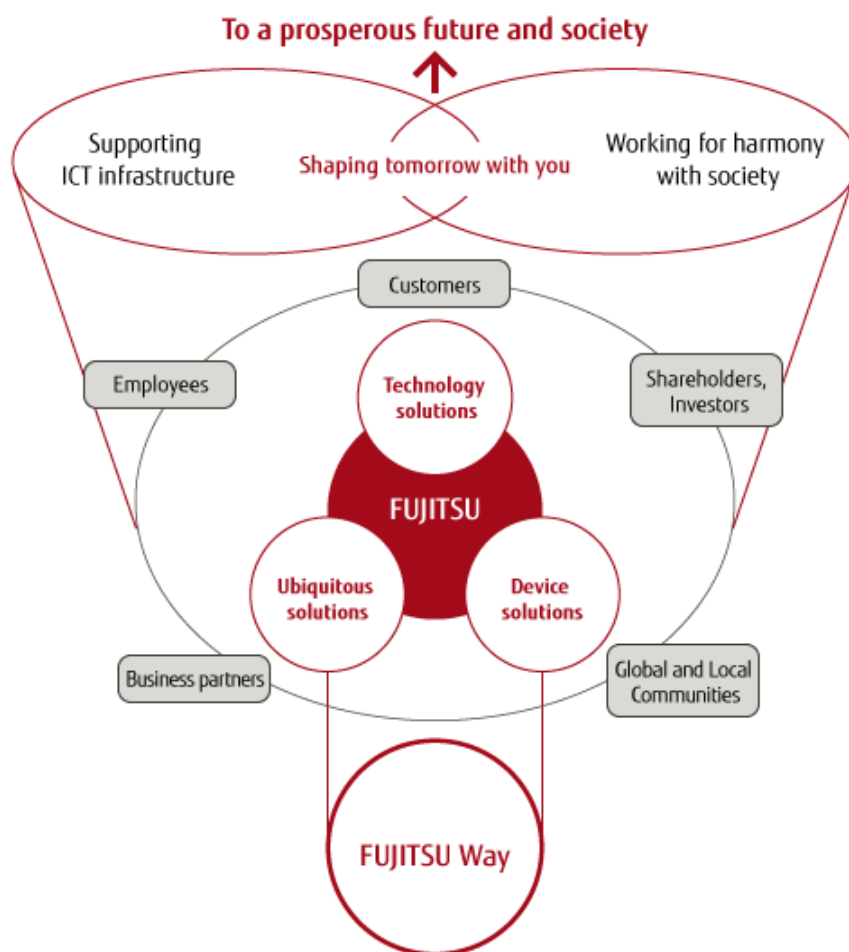 To a prosperous future and society
Supporting
ICT infrastructure
Shaping tomorrow with you
Working for harmony
with society
Customers
Employees
Shareholders,
Investors
Technology
solutions
FUJITSU
Ubiquitous
solutions
Device
solutions
Business partners
Global and Local
Communities
FUJITSU Way